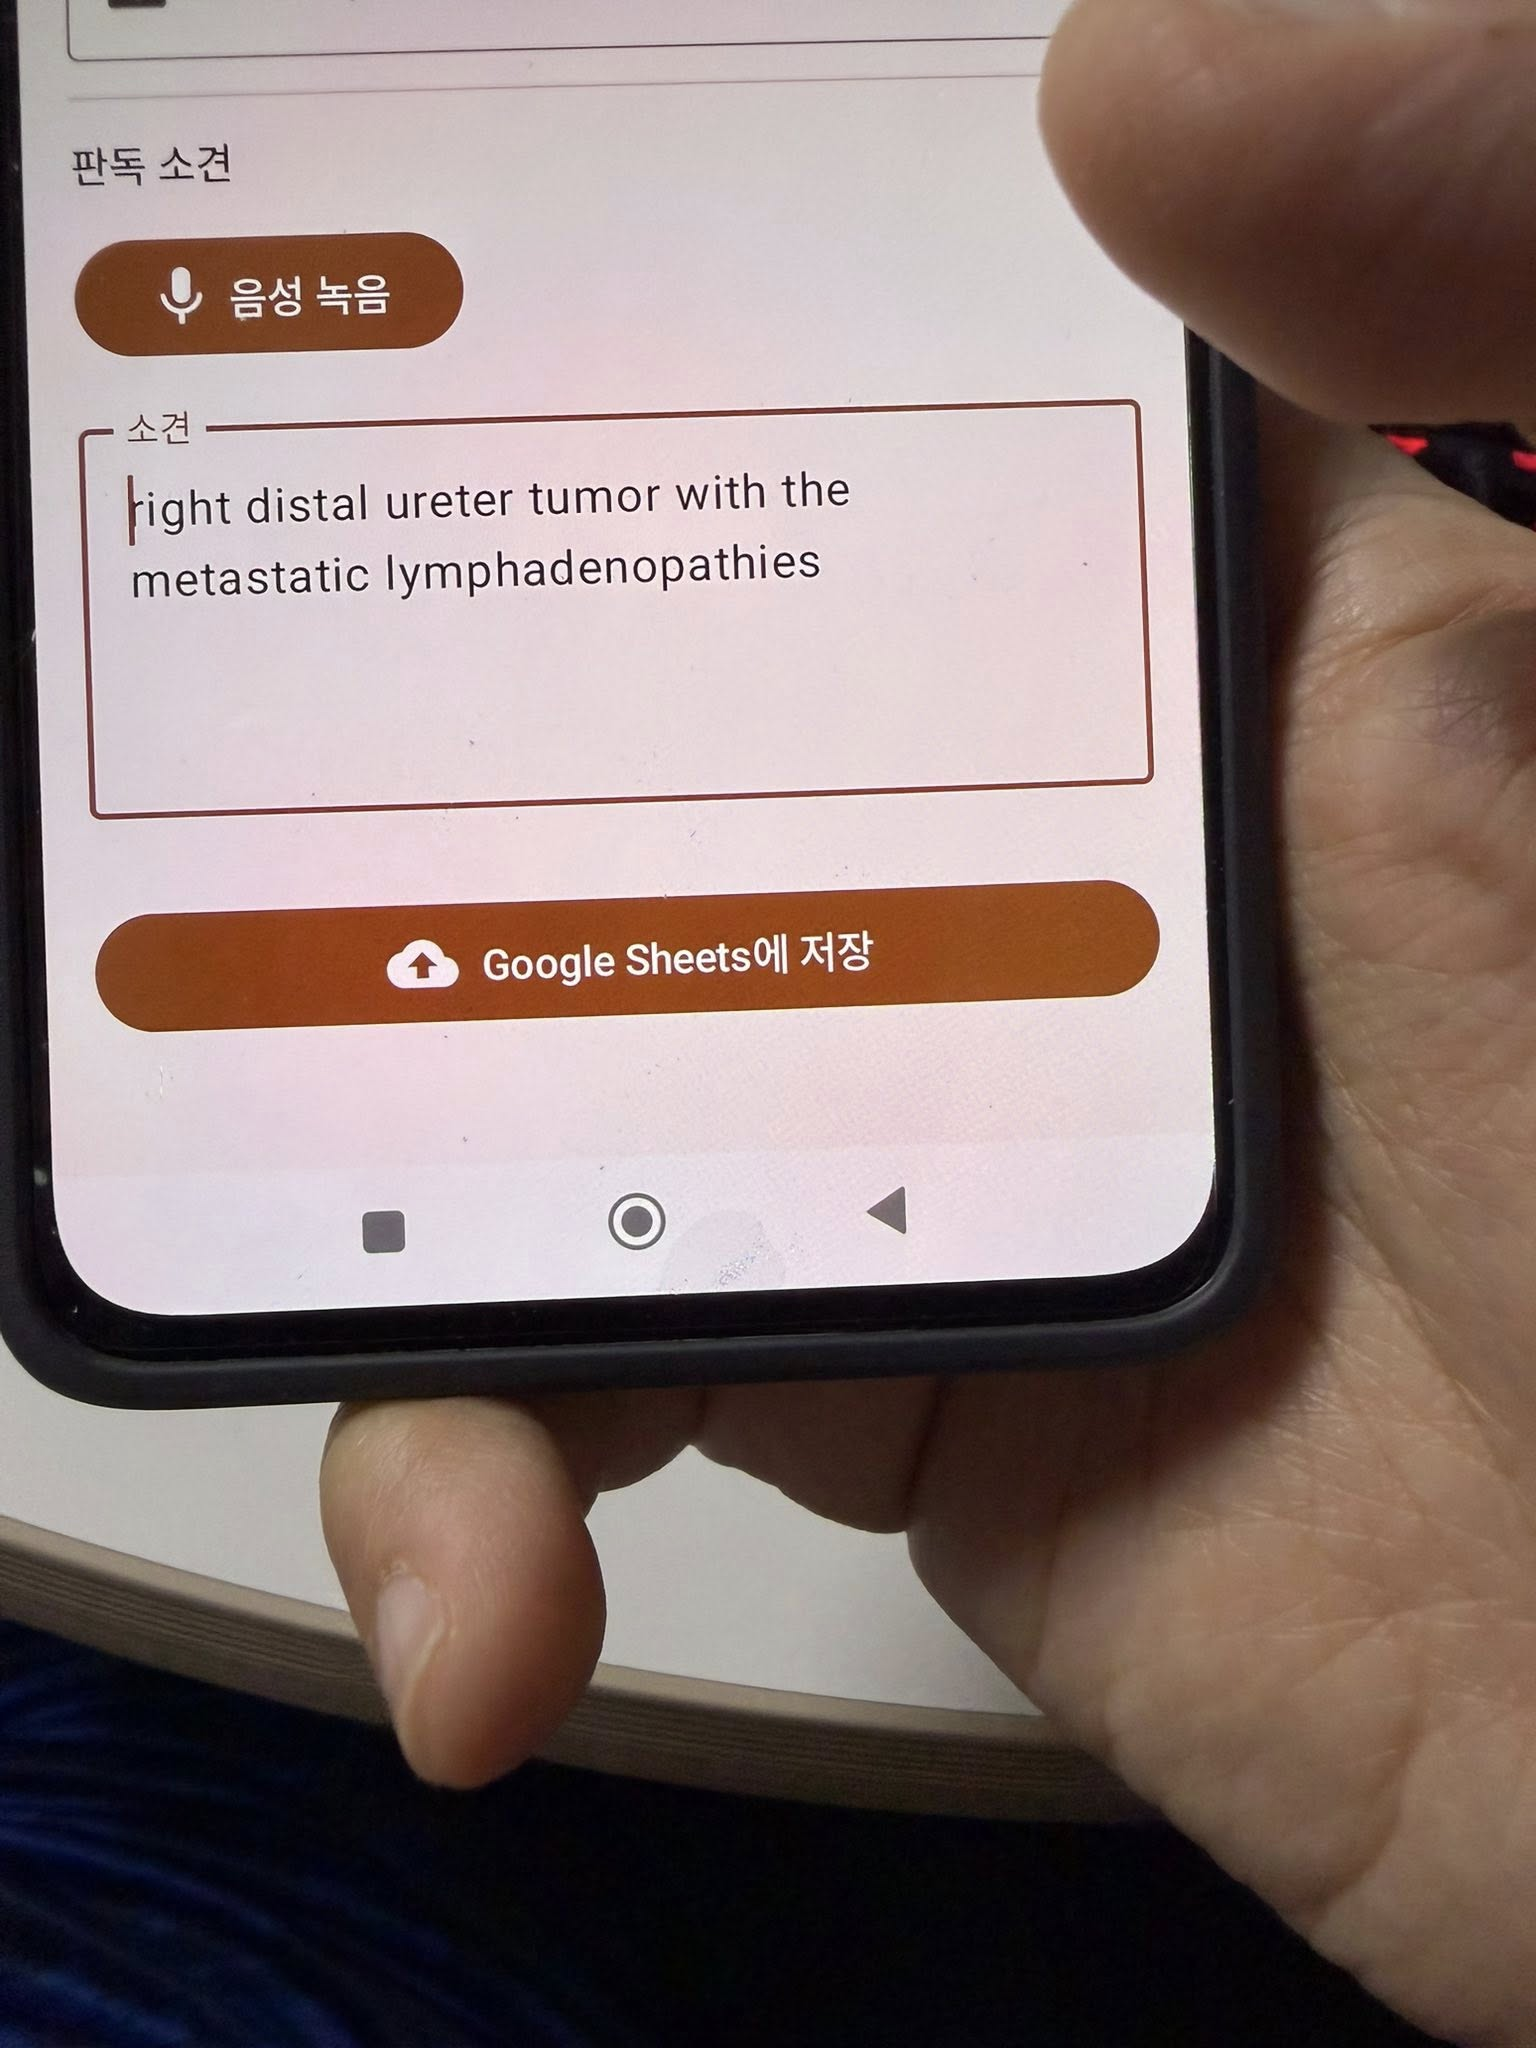 판독 소견
음성 녹음
소견
right distal ureter tumor with the
metastatic lymphadenopathies
Google Sheets에 저장